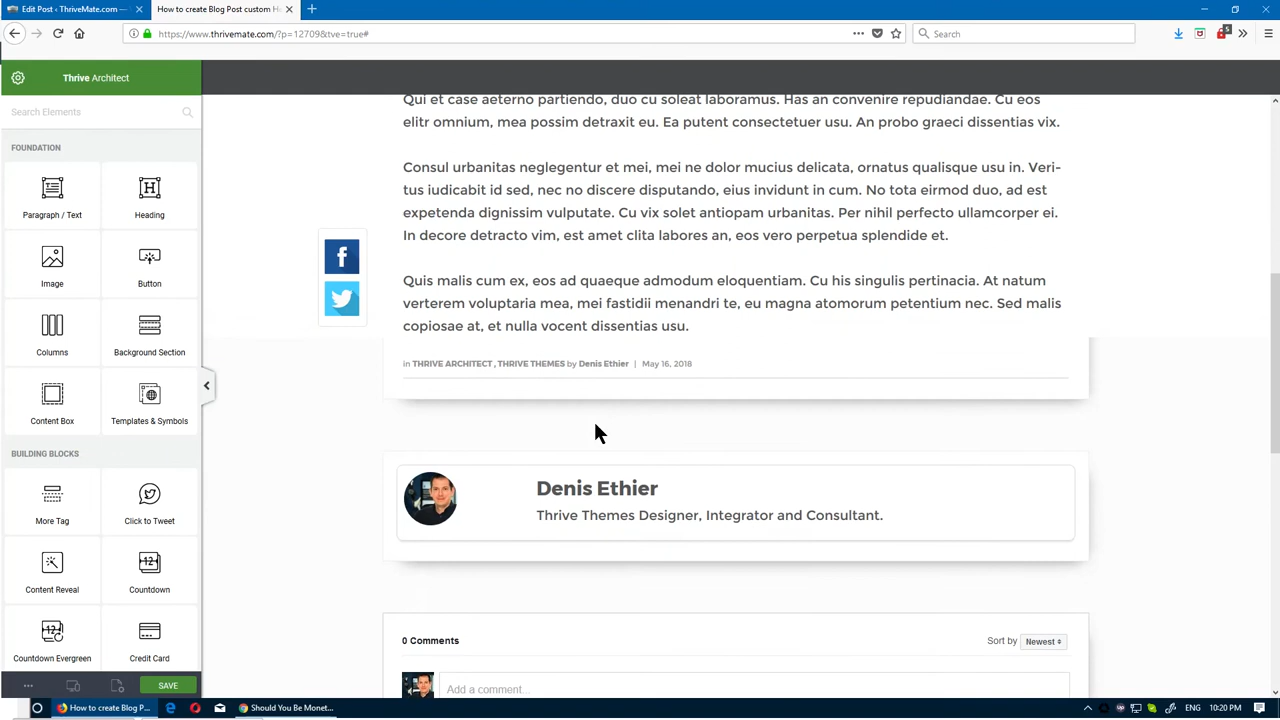 Edit Post ‹ ThriveMate.com —
How to create Blog Post custom H
https://www.thrivemate.com/?p=12709&tve=true#
Search
5
Thrive Architect
Search Elements
FOUNDATION
Paragraph / Text
Heading
Image
Button
Columns
Background Section
Content Box
Templates & Symbols
BUILDING BLOCKS
More Tag
Click to Tweet
Content Reveal
Countdown
Countdown Evergreen
Credit Card
SAVE
Qui et case aeterno partiendo, duo cu soleat laboramus. Has an convenire repudiandae. Cu eos
elitr omnium, mea possim detraxit eu. Ea putent consectetuer usu. An probo graeci dissentias vix.
Consul urbanitas neglegentur et mei, mei ne dolor mucius delicata, ornatus qualisque usu in. Veri-
tus iudicabit id sed, nec no discere disputando, eius invidunt in cum. No tota eirmod duo, ad est
expetenda dignissim vulputate. Cu vix solet antiopam urbanitas. Per nihil perfecto ullamcorper ei.
In decore detracto vim, est amet clita labores an, eos vero perpetua splendide et.
Quis malis cum ex, eos ad quaeque admodum eloquentiam. Cu his singulis pertinacia. At natum
verterem voluptaria mea, mei fastidii menandri te, eu magna atomorum petentium nec. Sed malis
copiosae at, et nulla vocent dissentias usu.
in THRIVE ARCHITECT , THRIVE THEMES by Denis Ethier | May 16, 2018
Denis Ethier
Thrive Themes Designer, Integrator and Consultant.
0 Comments
Sort by Newest
Add a comment...
How to create Blog P...
Should You Be Monet...
ENG
10:20 PM